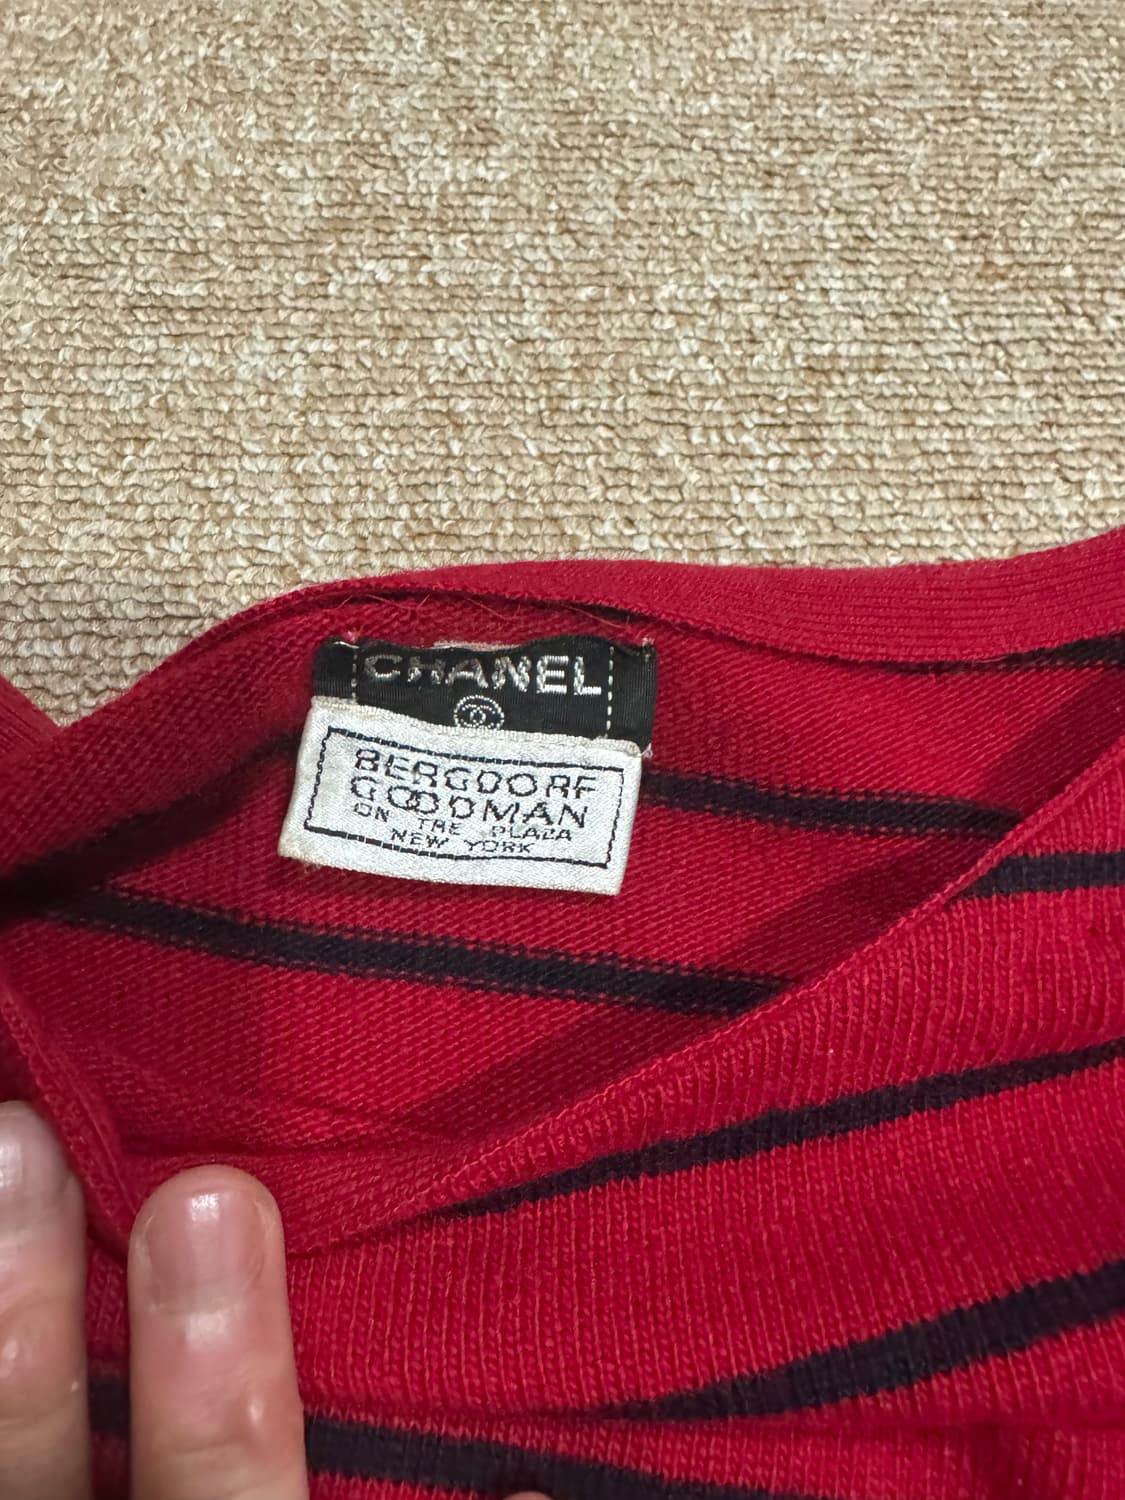 CHANEL
BERGDORF
GOODMAN
ON THE PLAZA
NEW YORK